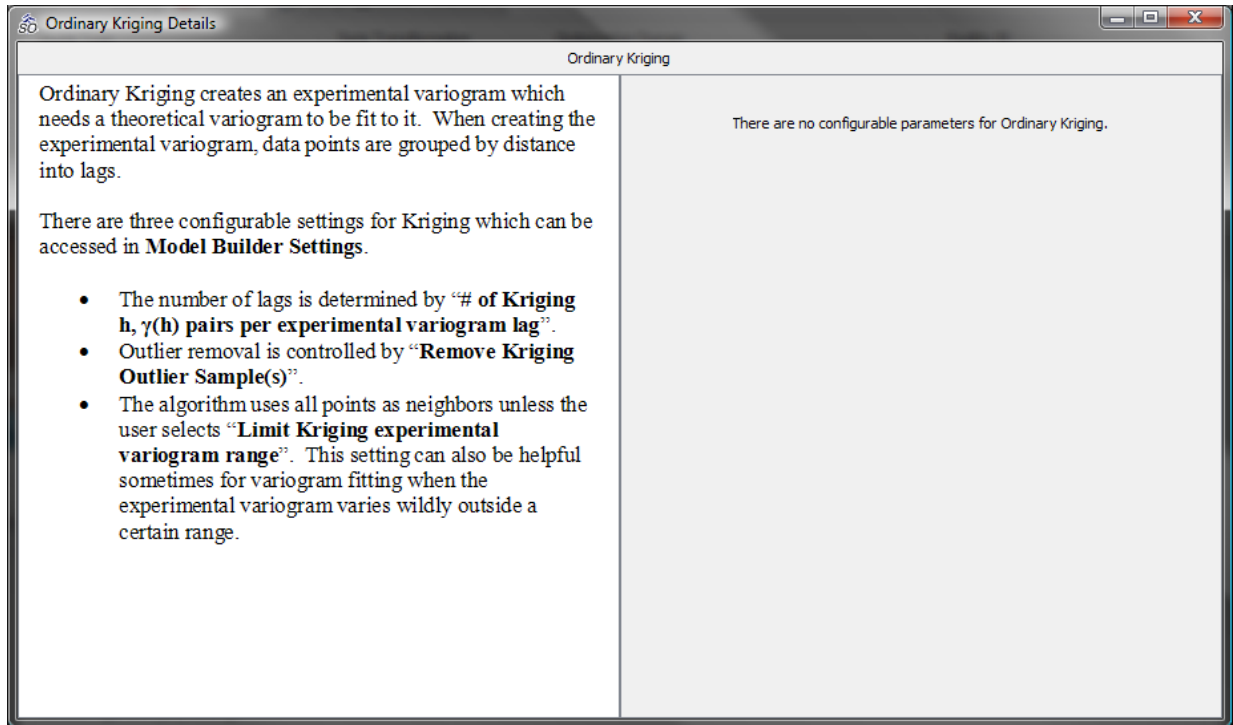 Ordinary Kriging Details
Ordinary Kriging
Ordinary Kriging creates an experimental variogram which
needs a theoretical variogram to be fit to it.  When creating the
experimental variogram, data points are grouped by distance
into lags.
There are three configurable settings for Kriging which can be
accessed in Model Builder Settings.
• The number of lags is determined by “# of Kriging
h, γ(h) pairs per experimental variogram lag”.
• Outlier removal is controlled by “Remove Kriging
Outlier Sample(s)”.
• The algorithm uses all points as neighbors unless the
user selects “Limit Kriging experimental
variogram range”.  This setting can also be helpful
sometimes for variogram fitting when the
experimental variogram varies wildly outside a
certain range.
There are no configurable parameters for Ordinary Kriging.